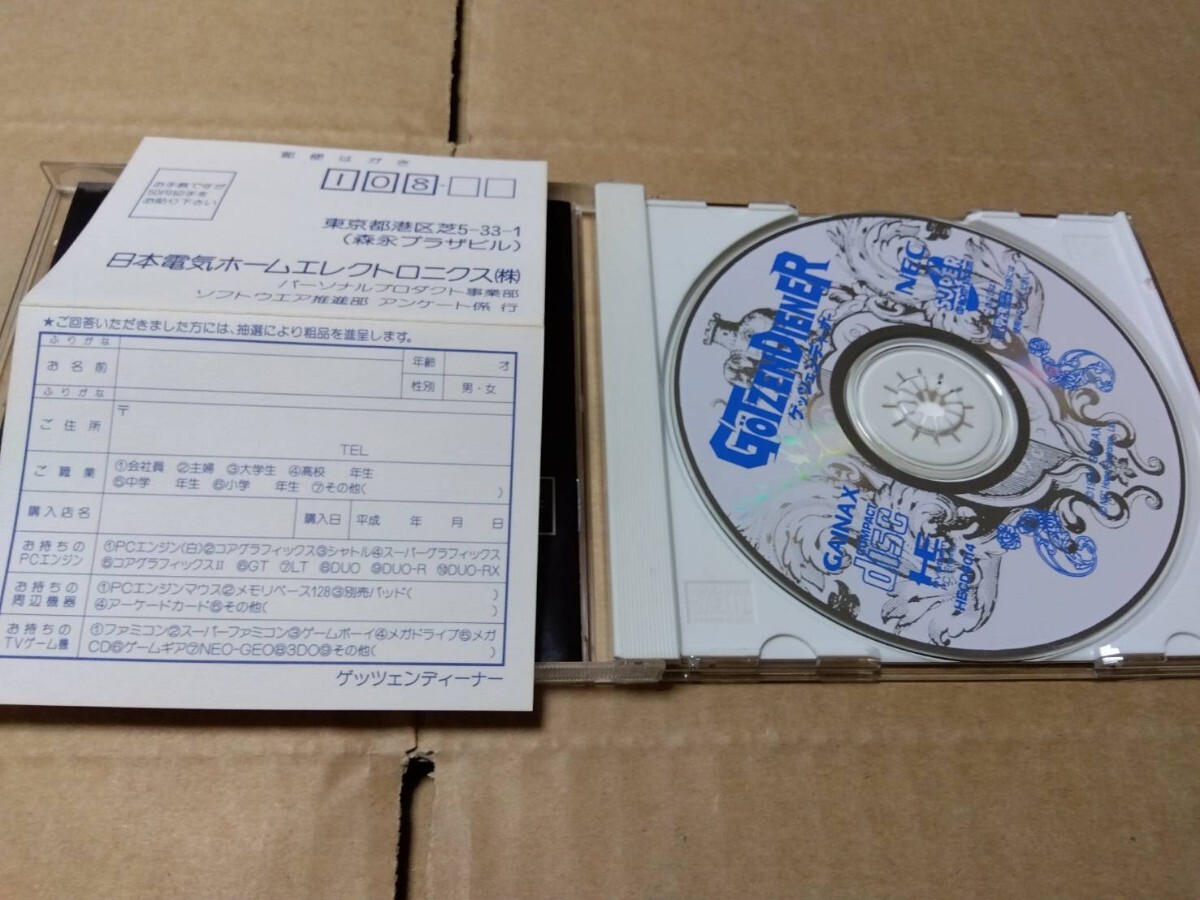 郵便はがき
お手数ですが
50円切手を
お貼り下さい
108-
東京都港区芝5-33-1
(森永プラザビル)
日本電気ホームエレクトロニクス(株)
パーソナルプロダクト事業部
ソフトウエア推進部 アンケート係 行
★ご回答いただきました方には、抽選により粗品を進呈します。
ふりがな
お名前
年齢 才
性別 男・女
ふりがな
ご住所
〒
TEL
ご職業
①会社員 ②主婦 ③大学生 ④高校 年生
⑤中学 年生 ⑥小学 年生 ⑦その他( )
購入店名
購入日 平成 年 月 日
お持ちの
PCエンジン
①PCエンジン(白)②コアグラフィックス③シャトル④スーパーグラフィックス
⑤コアグラフィックスⅡ ⑥GT ⑦LT ⑧DUO ⑨DUO-R ⑩DUO-RX
お持ちの
周辺機器
①PCエンジンマウス②メモリベース128③別売パッド( )
④アーケードカード⑤その他( )
お持ちの
TVゲーム機
①ファミコン②スーパーファミコン③ゲームボーイ④メガドライブ⑤メガ
CD⑥ゲームギア⑦NEO-GEO⑧3DO⑨その他( )
ゲッツェンディーナー
GÖTZENDIENER
ゲッツェンディーナー
NEC
SUPER
GAINAX
COMPACT
disc
HE